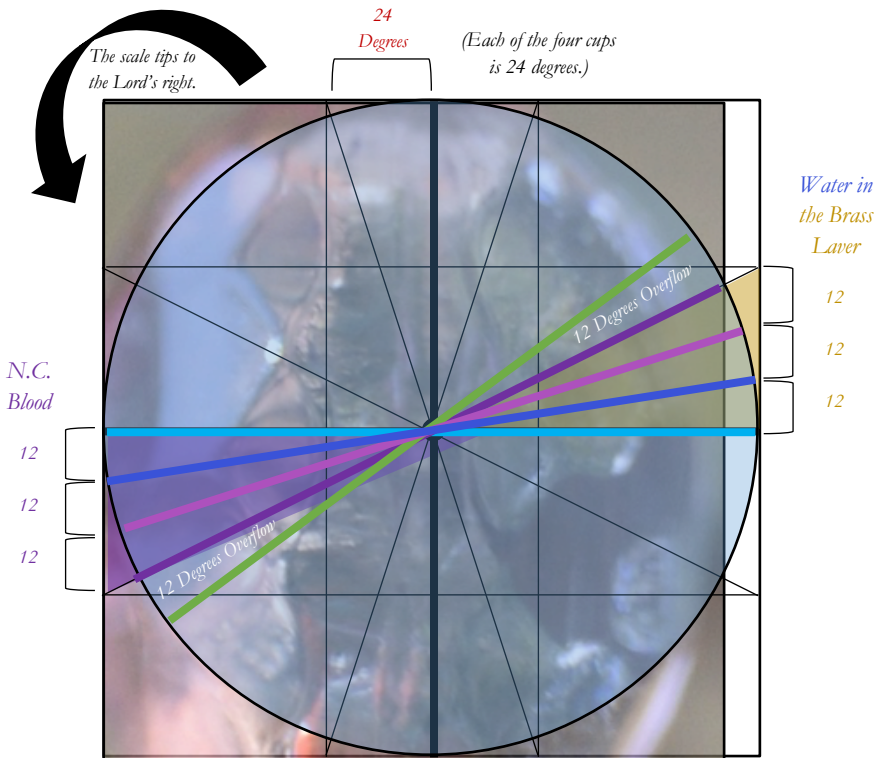 24
Degrees
(Each of the four cups
is 24 degrees.)
The scale tips to
the Lord's right.
Water in
the Brass
Laver
12
12
12
12 Degrees Overflow
N.C.
Blood
12
12
12
12 Degrees Overflow